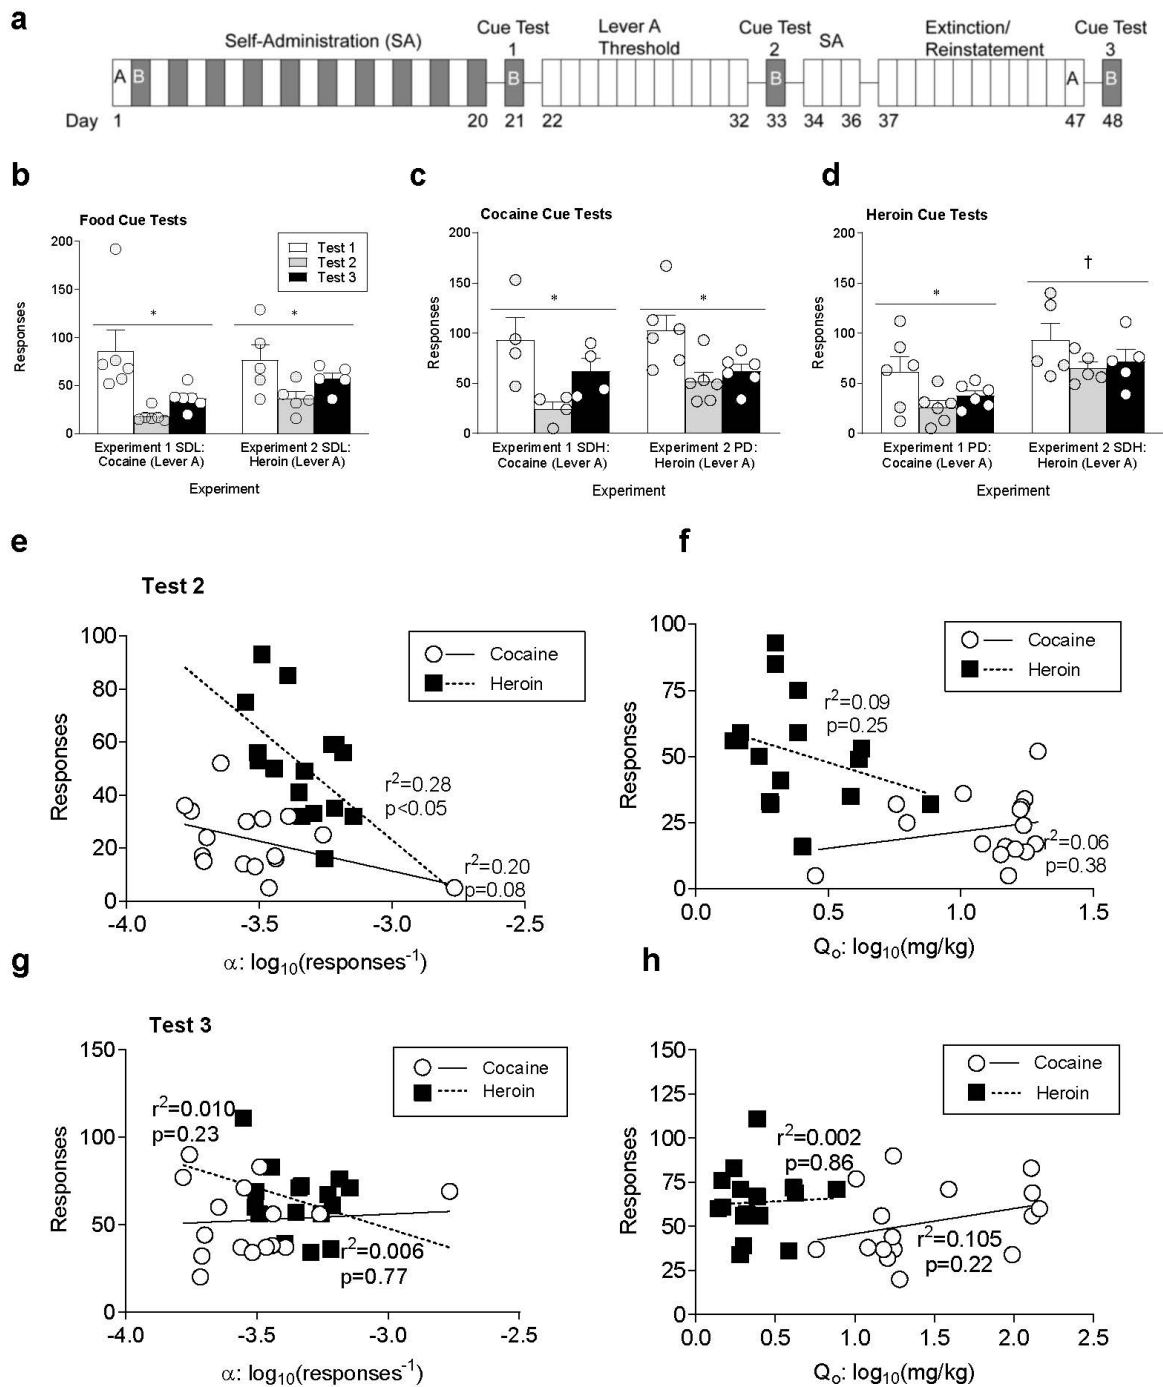 a
Self-Administration (SA)
Cue Test
1
Lever A
Threshold
Cue Test
2
SA
Extinction/
Reinstatement
Cue Test
3
A B B B A B
Day 1 20 21 22 32 33 34 36 37 47 48
b
Food Cue Tests
Test 1
Test 2
Test 3
Responses
200
150
100
50
0
*
*
Experiment 1 SDL:
Cocaine (Lever A)
Experiment 2 SDL:
Heroin (Lever A)
Experiment
c
Cocaine Cue Tests
Responses
200
150
100
50
0
*
*
Experiment 1 SDH:
Cocaine (Lever A)
Experiment 2 PD:
Heroin (Lever A)
Experiment
d
Heroin Cue Tests
Responses
200
150
100
50
0
*
†
Experiment 1 PD:
Cocaine (Lever A)
Experiment 2 SDH:
Heroin (Lever A)
Experiment
e
Test 2
Cocaine
Heroin
Responses
100
80
60
40
20
0
r²=0.28
p<0.05
r²=0.20
p=0.08
-4.0 -3.5 -3.0 -2.5
α: log₁₀(responses⁻¹)
f
Cocaine
Heroin
Responses
100
75
50
25
0
r²=0.09
p=0.25
r²=0.06
p=0.38
0.0 0.5 1.0 1.5
Qₒ: log₁₀(mg/kg)
g
Test 3
Cocaine
Heroin
Responses
150
100
50
0
r²=0.010
p=0.23
r²=0.006
p=0.77
-4.0 -3.5 -3.0 -2.5
α: log₁₀(responses⁻¹)
h
Cocaine
Heroin
Responses
150
125
100
75
50
25
0
r²=0.002
p=0.86
r²=0.105
p=0.22
0.0 0.5 1.0 1.5 2.0 2.5
Qₒ: log₁₀(mg/kg)